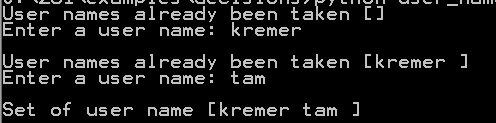 User names already been taken []
Enter a user name: kremer
User names already been taken [kremer ]
Enter a user name: tam
Set of user name [kremer tam ]